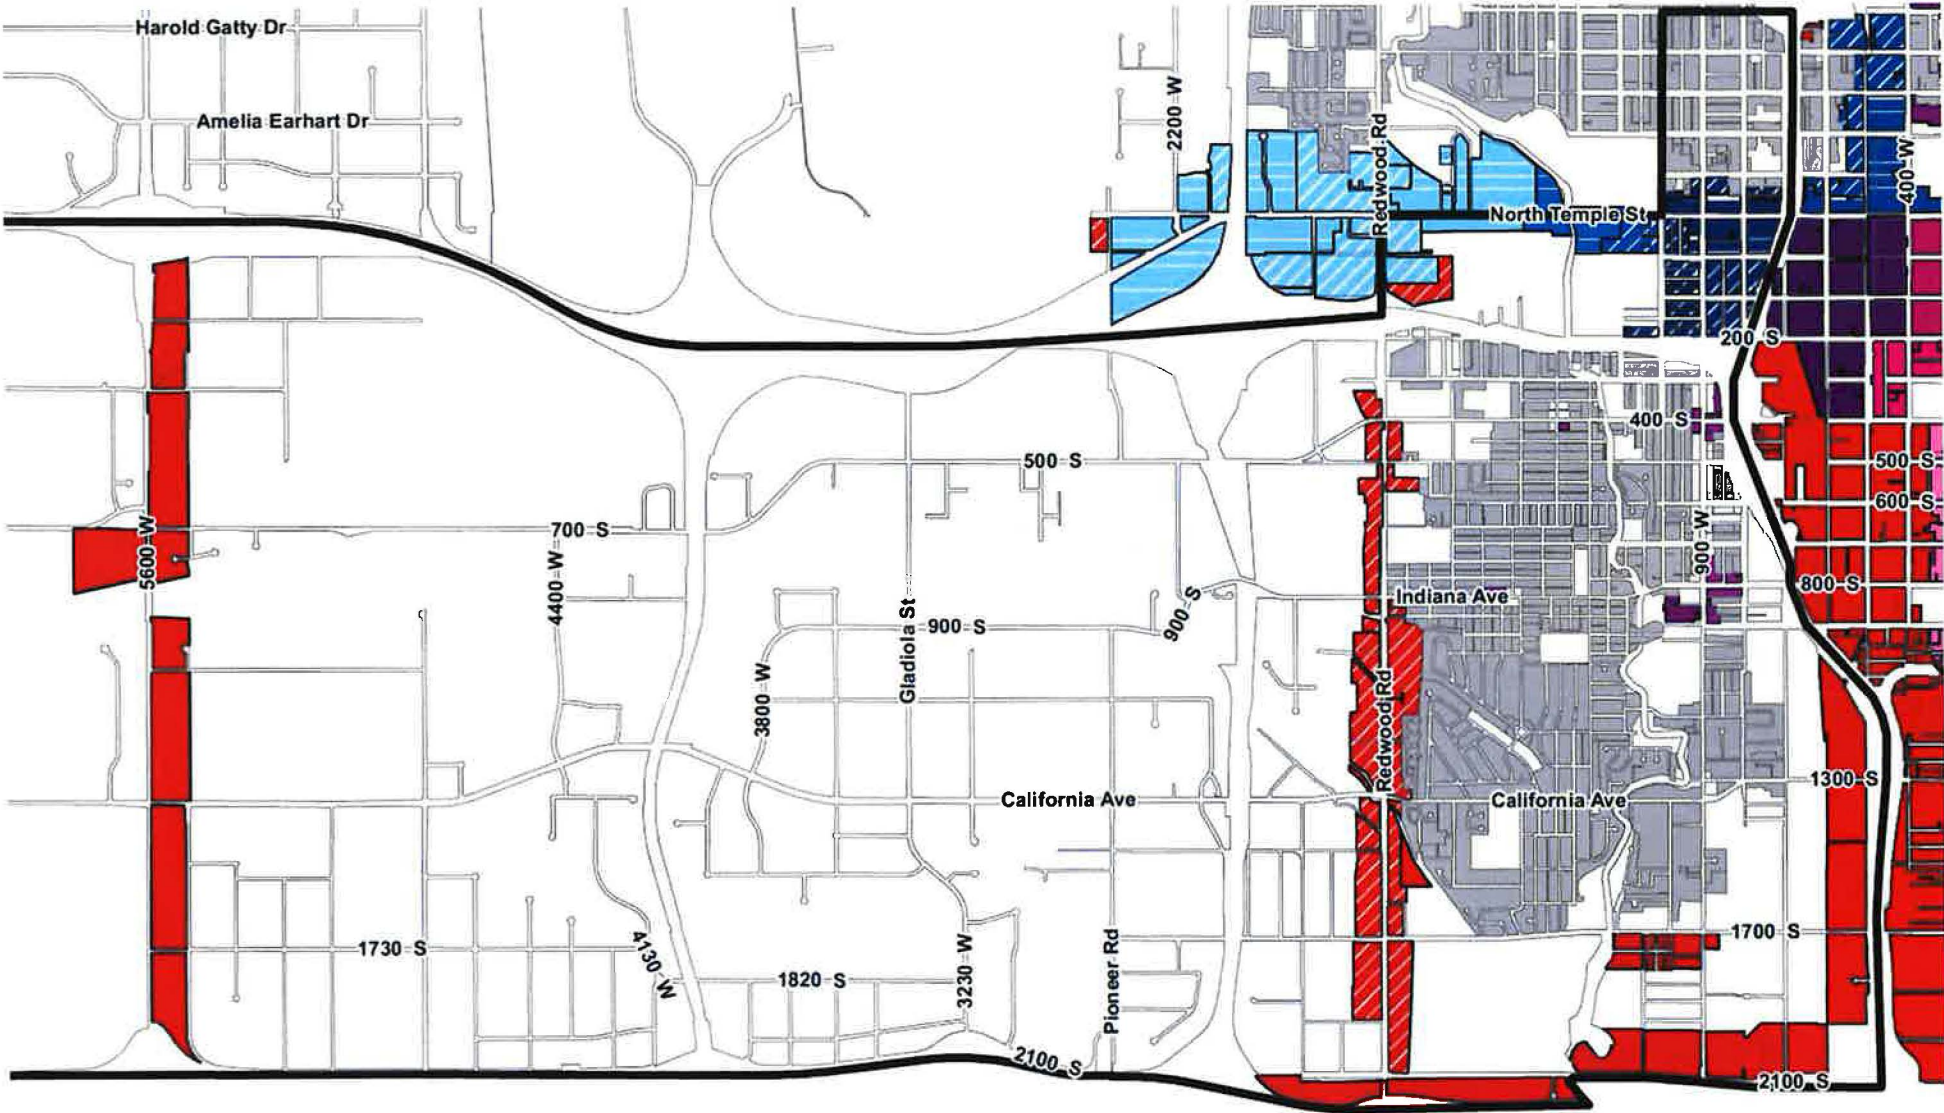 Harold Gatty Dr
Amelia Earhart Dr
2200 W
Redwood Rd
400 W
North Temple St
200 S
400 S
500 S
500 S
600 S
700 S
5600 W
4400 W
900 W
800 S
Indiana Ave
900 S
900 S
Gladiola St
3800 W
Redwood Rd
1300 S
California Ave
California Ave
1700 S
1730 S
4130 W
1820 S
3230 W
Pioneer Rd
2100 S
2100 S